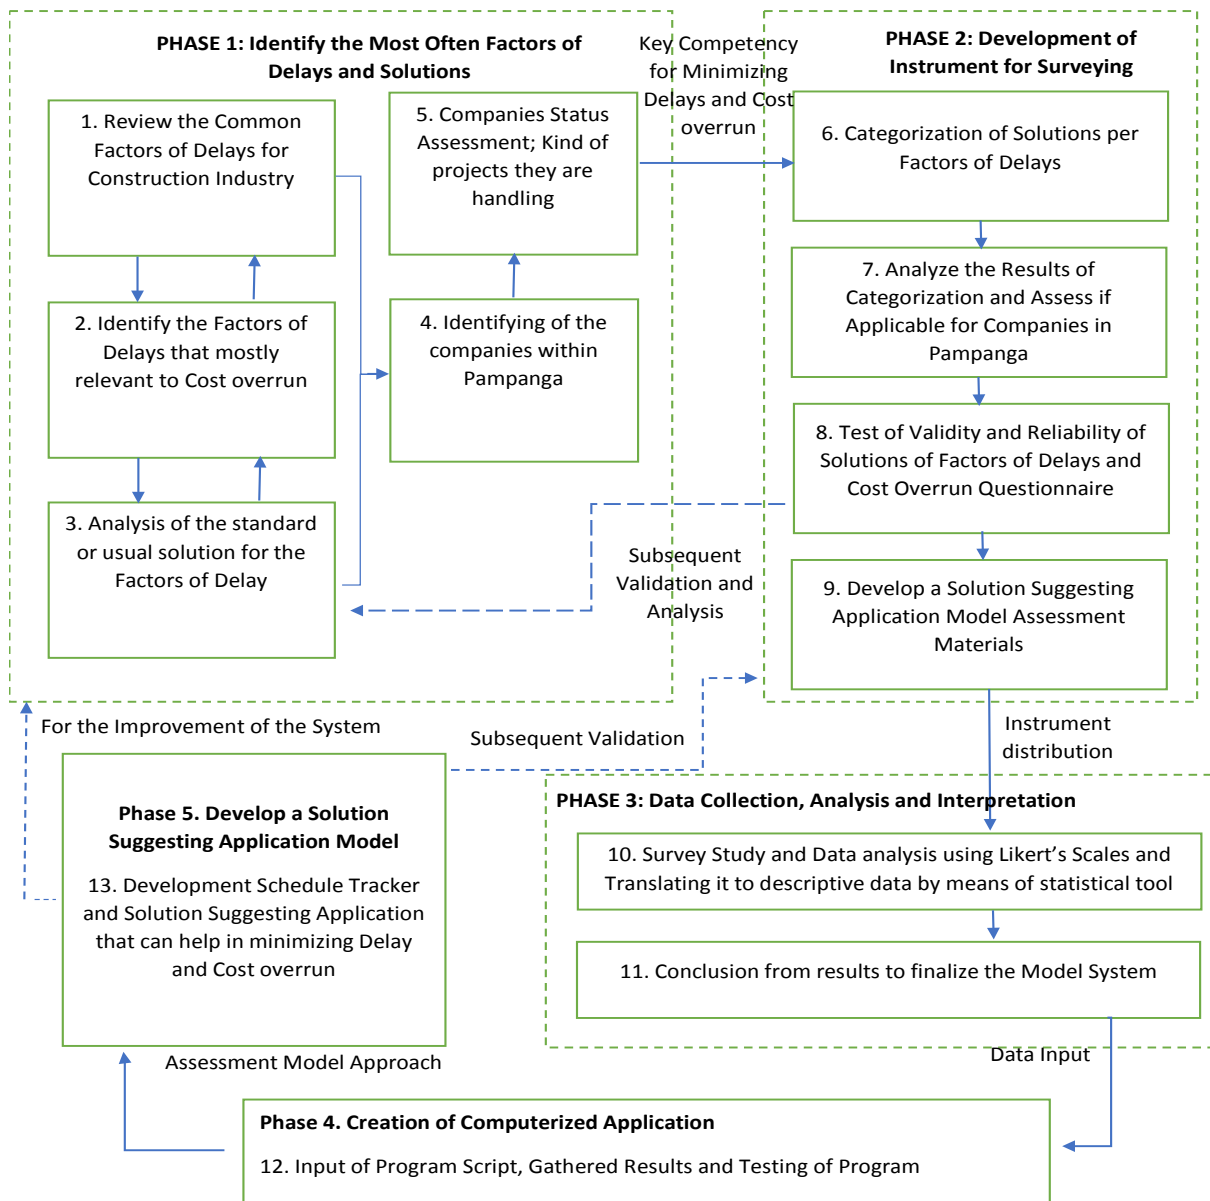 PHASE 1: Identify the Most Often Factors of
Delays and Solutions
1. Review the Common
Factors of Delays for
Construction Industry
2. Identify the Factors of
Delays that mostly
relevant to Cost overrun
3. Analysis of the standard
or usual solution for the
Factors of Delay
5. Companies Status
Assessment; Kind of
projects they are
handling
4. Identifying of the
companies within
Pampanga
Key Competency
for Minimizing
Delays and Cost
overrun
PHASE 2: Development of
Instrument for Surveying
6. Categorization of Solutions per
Factors of Delays
7. Analyze the Results of
Categorization and Assess if
Applicable for Companies in
Pampanga
8. Test of Validity and Reliability of
Solutions of Factors of Delays and
Cost Overrun Questionnaire
9. Develop a Solution Suggesting
Application Model Assessment
Materials
Subsequent
Validation and
Analysis
For the Improvement of the System
Subsequent Validation
Instrument
distribution
PHASE 3: Data Collection, Analysis and Interpretation
10. Survey Study and Data analysis using Likert’s Scales and
Translating it to descriptive data by means of statistical tool
11. Conclusion from results to finalize the Model System
Data Input
Phase 5. Develop a Solution
Suggesting Application Model
13. Development Schedule Tracker
and Solution Suggesting Application
that can help in minimizing Delay
and Cost overrun
Assessment Model Approach
Phase 4. Creation of Computerized Application
12. Input of Program Script, Gathered Results and Testing of Program